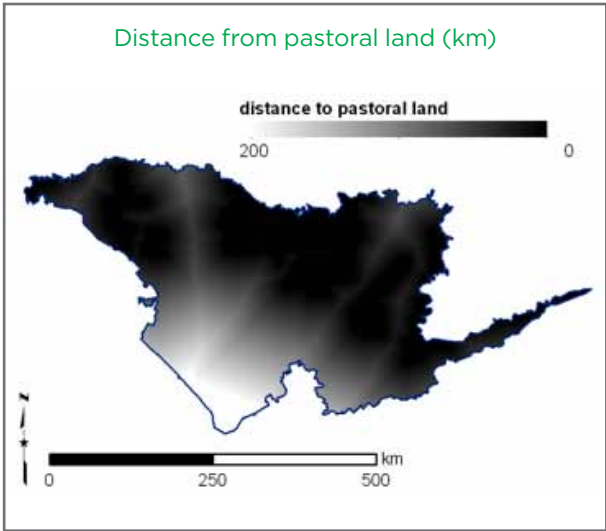 Distance from pastoral land (km)
distance to pastoral land
200 0
N
km
0 250 500